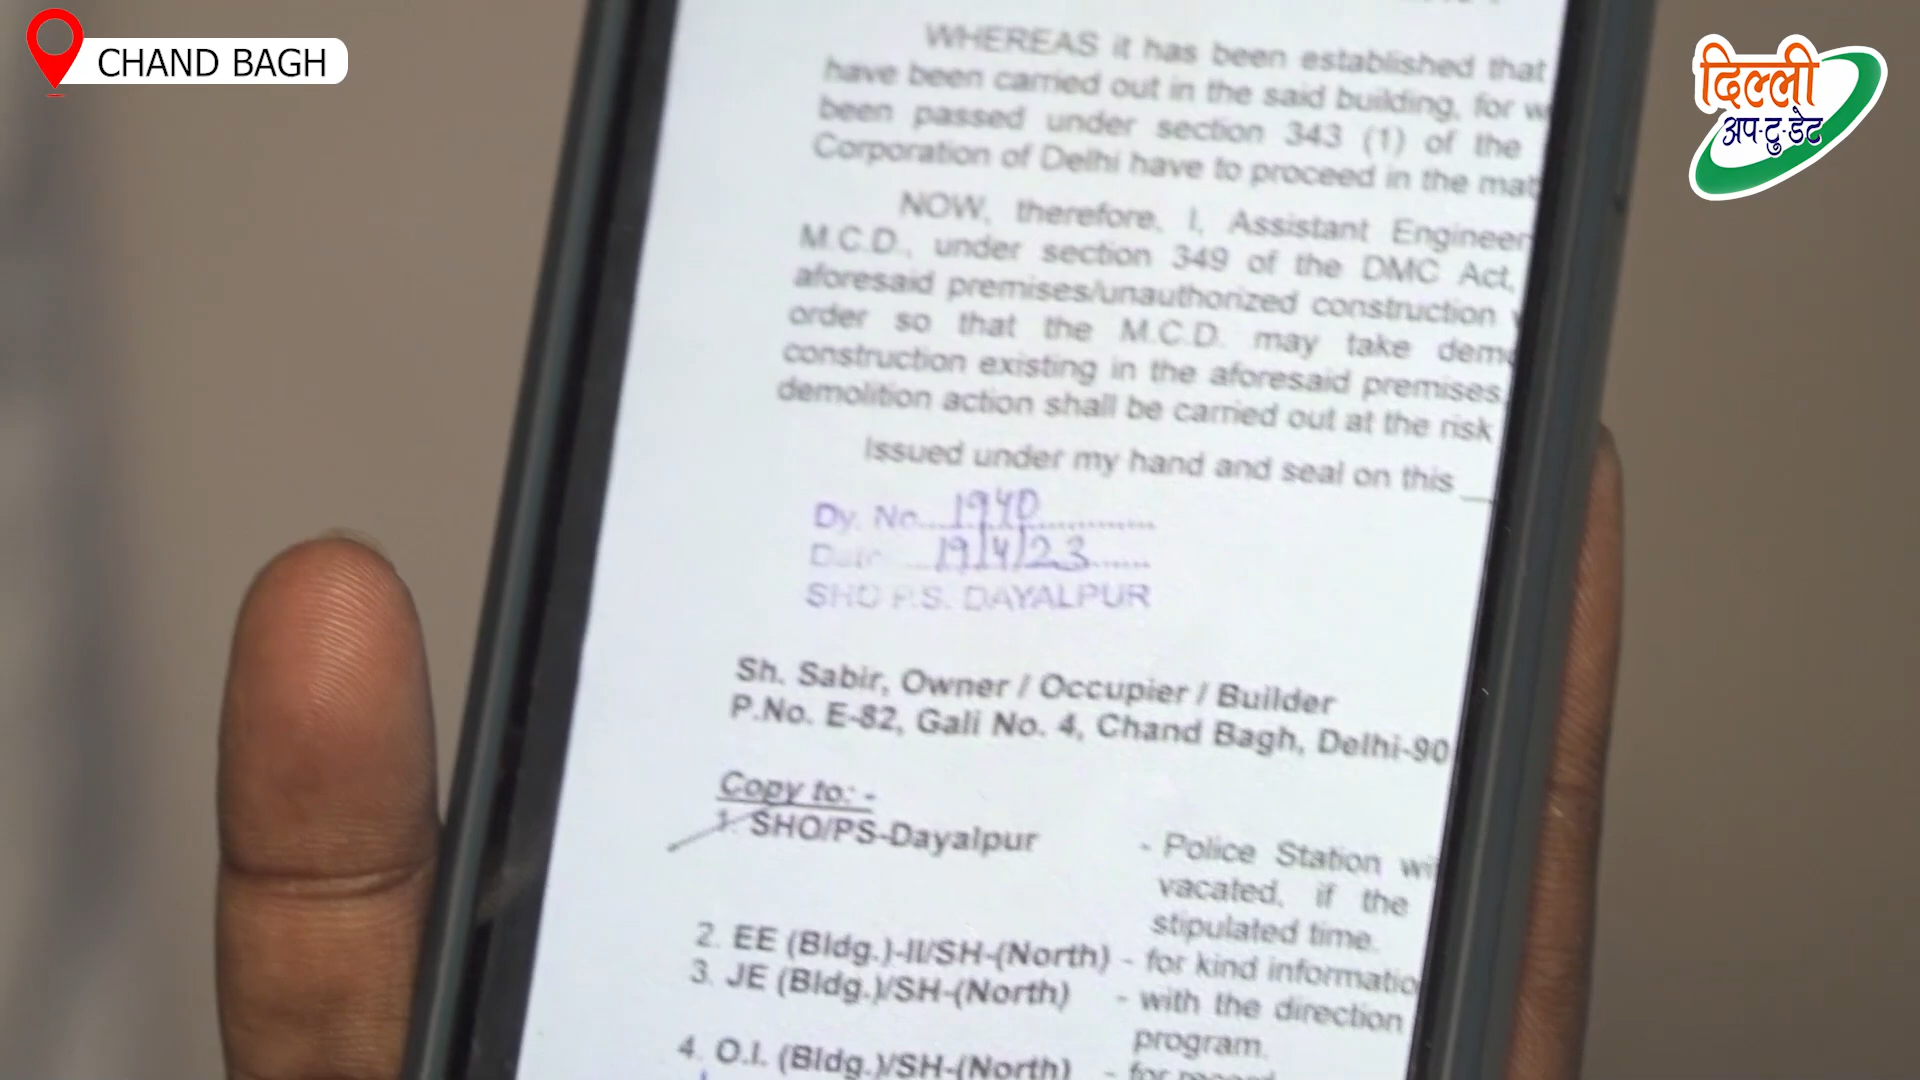 CHAND BAGH
दिल्ली
अप-टु-डेट
WHEREAS it has been established that
have been carried out in the said building, for
been passed under section 343 (1) of the
Corporation of Delhi have to proceed in the
NOW, therefore, I, Assistant Engineer
M.C.D., under section 349 of the DMC Act,
aforesaid premises/unauthorized construction
order so that the M.C.D. may take
construction existing in the aforesaid premises
demolition action shall be carried out at the risk
Issued under my hand and seal on this
Dy. No. 1940
Date 19/4/23
SHO P.S. DAYALPUR
Sh. Sabir, Owner / Occupier / Builder
P.No. E-82, Gali No. 4, Chand Bagh, Delhi-90
Copy to: -
1. SHO/PS-Dayalpur - Police Station
vacated, if the
stipulated time.
2. EE (Bldg.)-II/SH-(North) - for kind
3. JE (Bldg.)/SH-(North) - with the direction
program.
4. O.I. (Bldg.)/SH-(North) - for